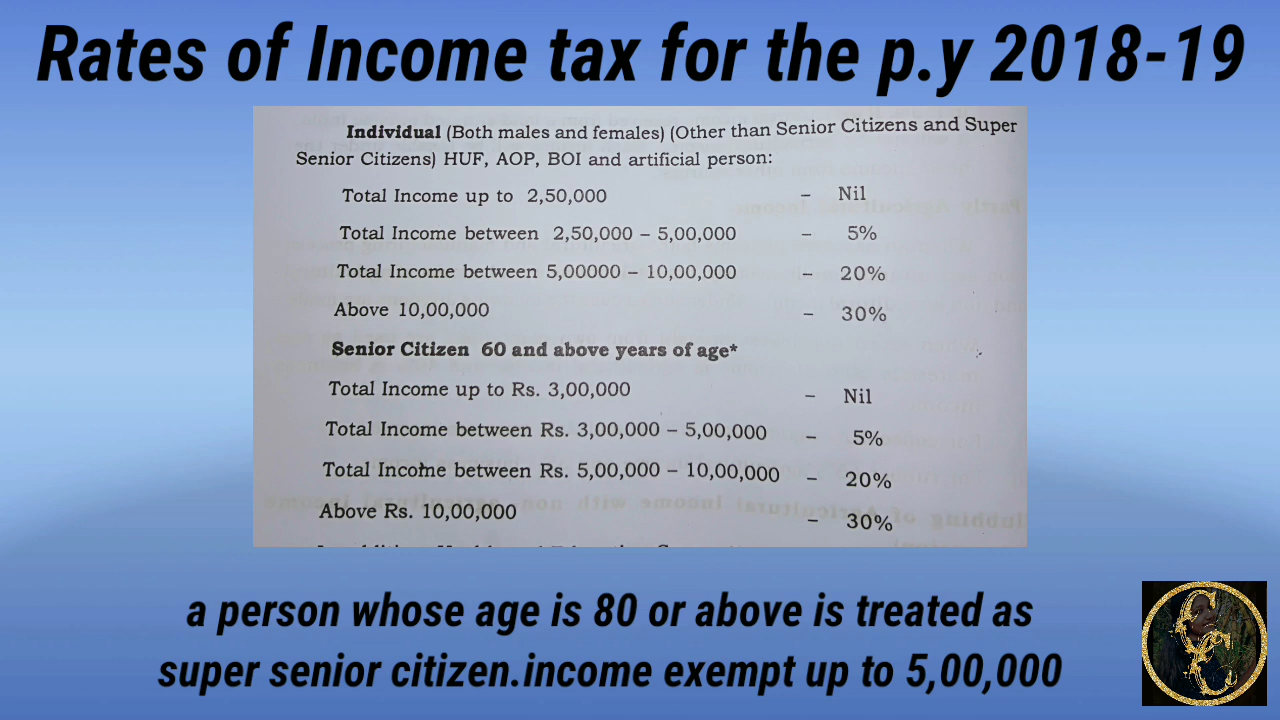 Rates of Income tax for the p.y 2018-19
Individual (Both males and females) (Other than Senior Citizens and Super
Senior Citizens) HUF, AOP, BOI and artificial person:
Total Income up to 2,50,000 – Nil
Total Income between 2,50,000 – 5,00,000 – 5%
Total Income between 5,00000 – 10,00,000 – 20%
Above 10,00,000 – 30%
Senior Citizen 60 and above years of age*
Total Income up to Rs. 3,00,000 – Nil
Total Income between Rs. 3,00,000 – 5,00,000 – 5%
Total Income between Rs. 5,00,000 – 10,00,000 – 20%
Above Rs. 10,00,000 – 30%
a person whose age is 80 or above is treated as
super senior citizen.income exempt up to 5,00,000